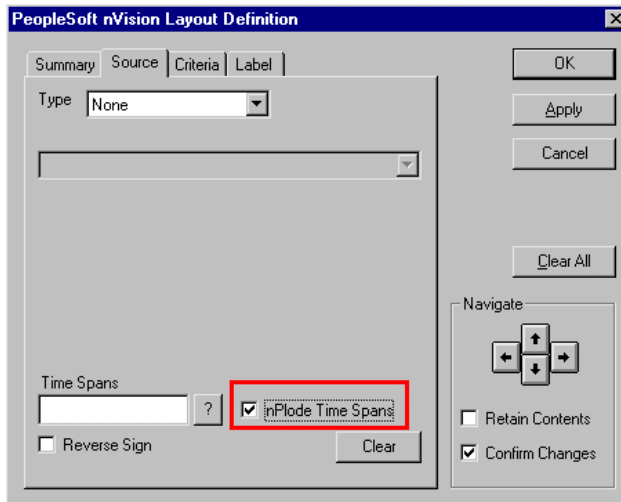 PeopleSoft nVision Layout Definition
Summary Source Criteria Label
Type None
OK
Apply
Cancel
Clear All
Navigate
Time Spans
? nPlode Time Spans
Reverse Sign
Clear
Retain Contents
Confirm Changes